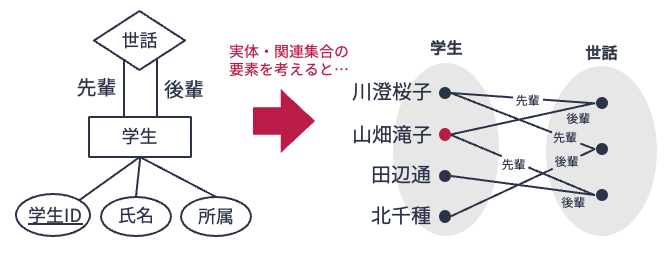 世話
先輩
後輩
学生
学生ID
氏名
所属
実体・関連集合の
要素を考えると…
学生
世話
川澄桜子
山畑滝子
田辺通
北千種
先輩
後輩
先輩
後輩
先輩
後輩